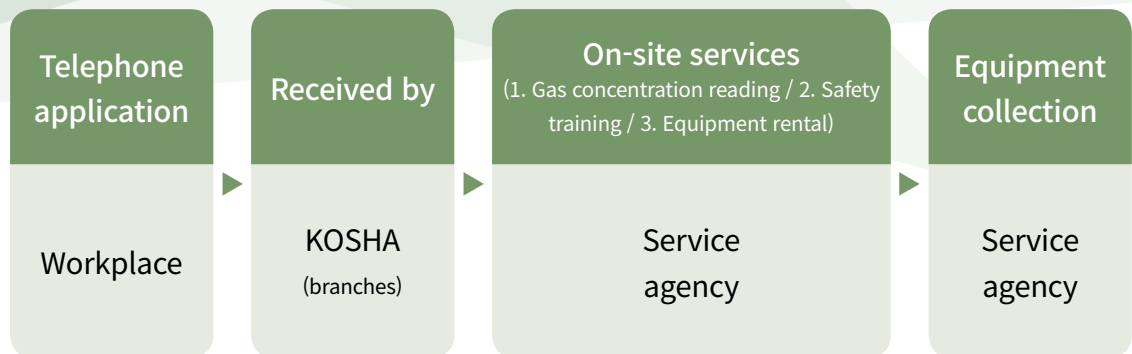 Telephone
application
Workplace
Received by
KOSHA
(branches)
On-site services
(1. Gas concentration reading / 2. Safety
training / 3. Equipment rental)
Service
agency
Equipment
collection
Service
agency